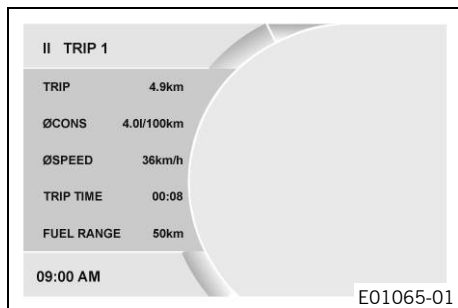 II TRIP 1
TRIP 4.9km
ØCONS 4.0l/100km
ØSPEED 36km/h
TRIP TIME 00:08
FUEL RANGE 50km
09:00 AM
E01065-01